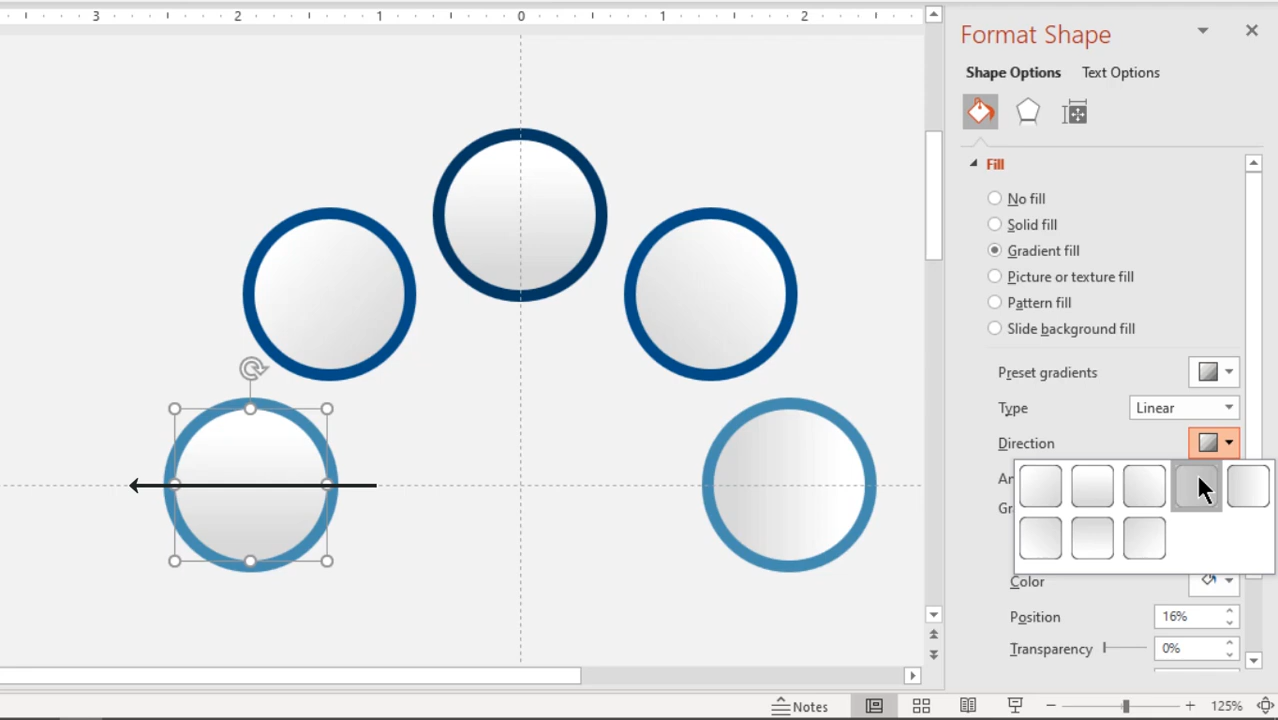 3 2 1 0 1 2
Format Shape
Shape Options Text Options
Fill
No fill
Solid fill
Gradient fill
Picture or texture fill
Pattern fill
Slide background fill
Preset gradients
Type Linear
Direction
Color
Position 16%
Transparency 0%
Notes 125%